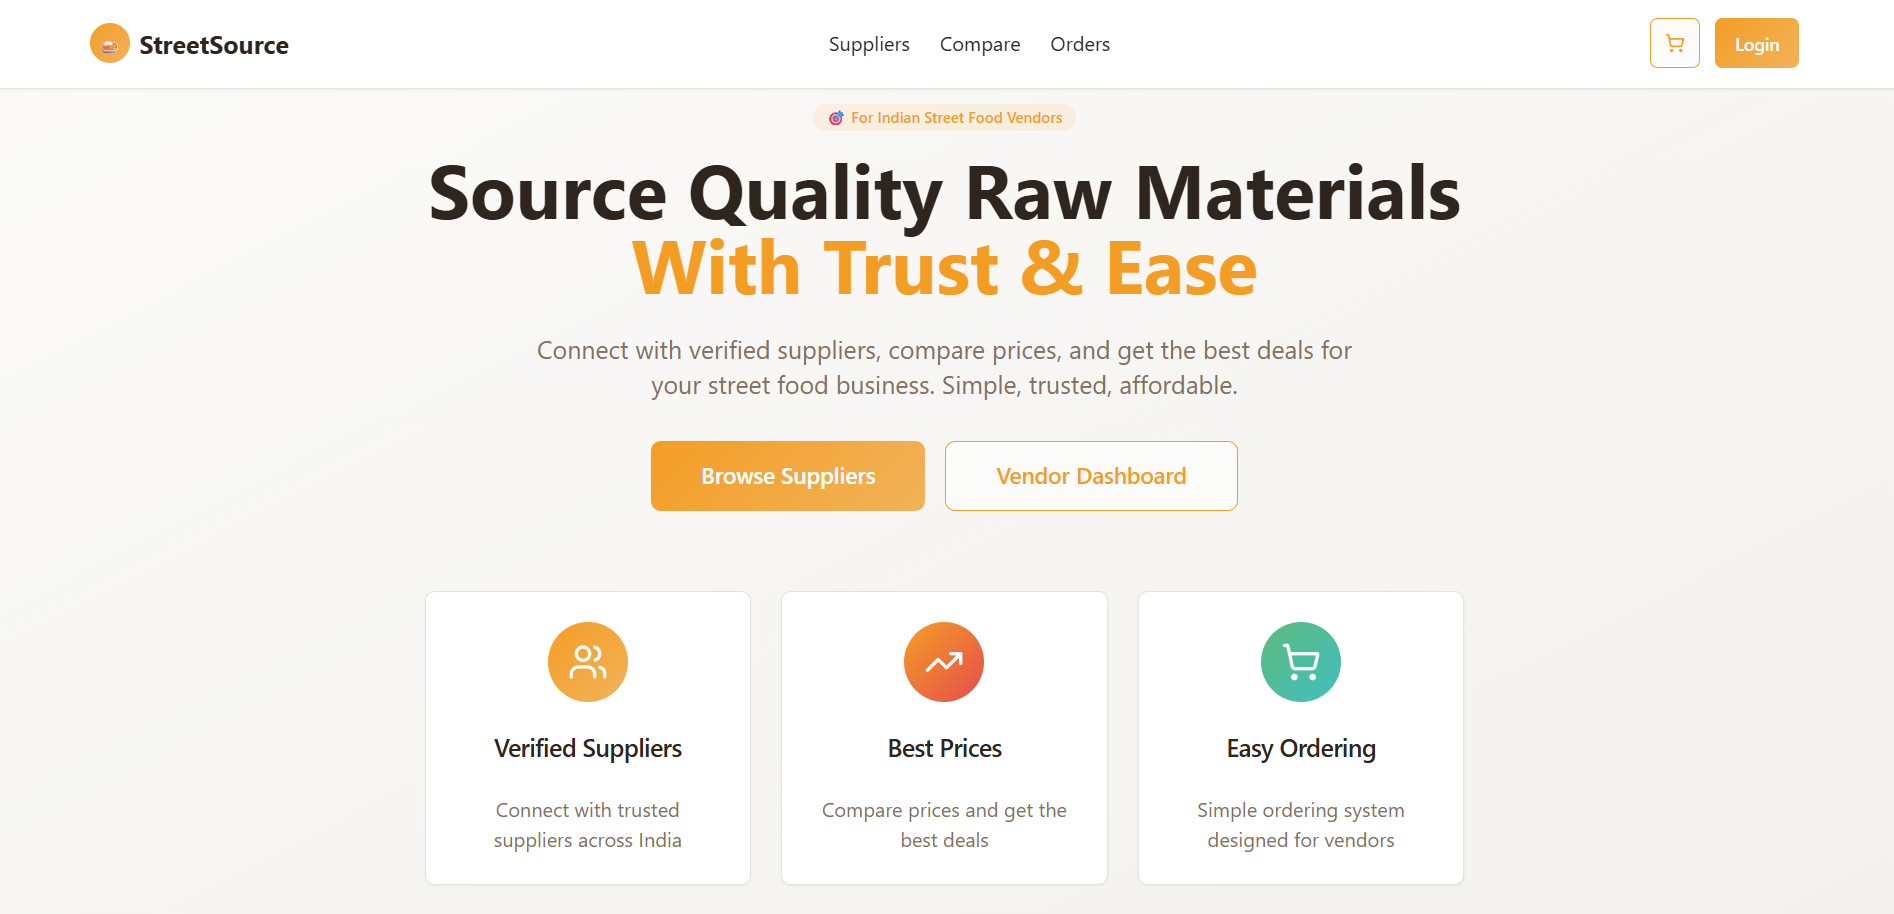 StreetSource
Suppliers
Compare
Orders
Login
For Indian Street Food Vendors
Source Quality Raw Materials
With Trust & Ease
Connect with verified suppliers, compare prices, and get the best deals for
your street food business. Simple, trusted, affordable.
Browse Suppliers
Vendor Dashboard
Verified Suppliers
Connect with trusted
suppliers across India
Best Prices
Compare prices and get the
best deals
Easy Ordering
Simple ordering system
designed for vendors